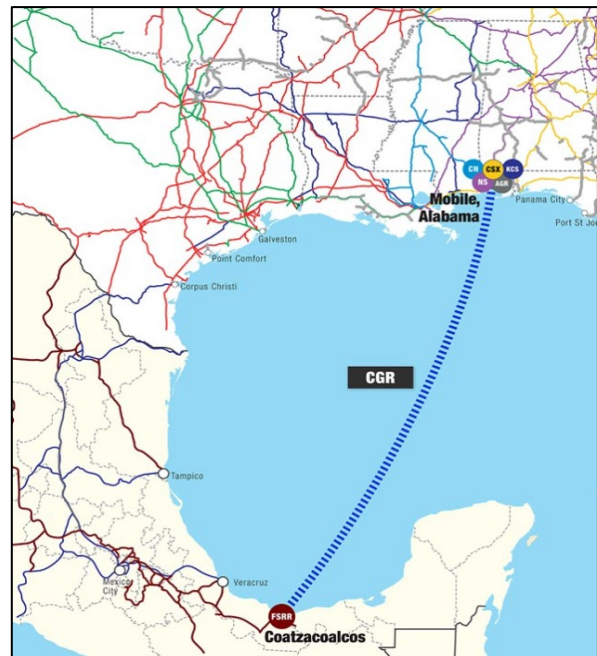 CN
CSX
KCS
NS
AGR
Mobile,
Alabama
Panama City
Port St Joe
Galveston
Point Comfort
Corpus Christi
CGR
Tampico
Mexico
City
Veracruz
FSRR
Coatzacoalcos